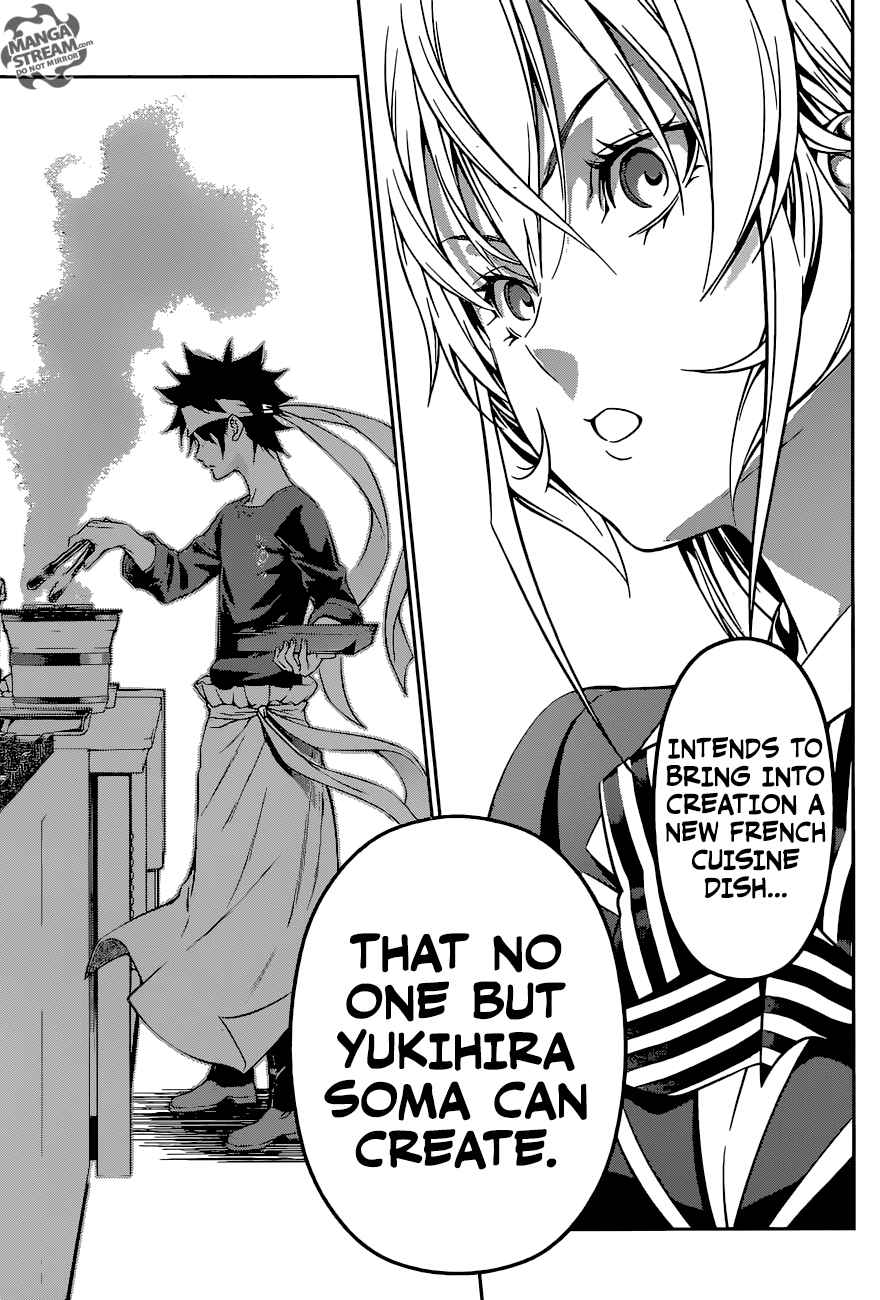 MANGA
STREAM.com
DO NOT MIRROR!
INTENDS TO
BRING INTO
CREATION A
NEW FRENCH
CUISINE
DISH...
THAT NO
ONE BUT
YUKIHIRA
SOMA CAN
CREATE.